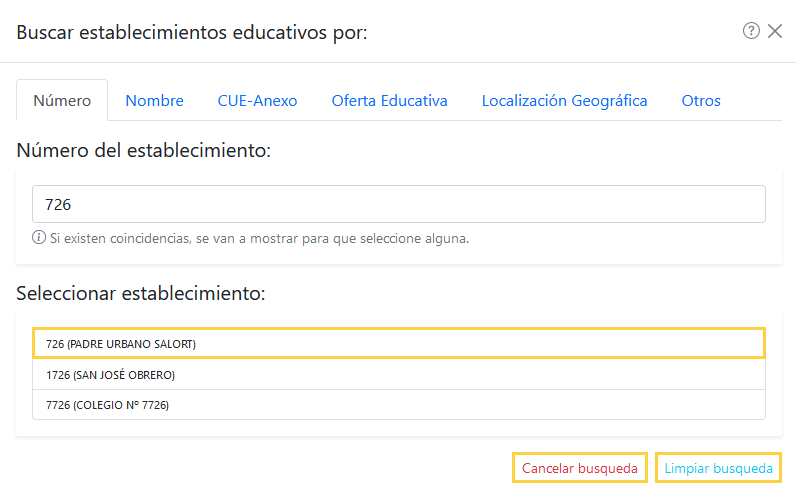 Buscar establecimientos educativos por:
Número Nombre CUE-Anexo Oferta Educativa Localización Geográfica Otros
Número del establecimiento:
726
Si existen coincidencias, se van a mostrar para que seleccione alguna.
Seleccionar establecimiento:
726 (PADRE URBANO SALORT)
1726 (SAN JOSÉ OBRERO)
7726 (COLEGIO Nº 7726)
Cancelar busqueda Limpiar busqueda